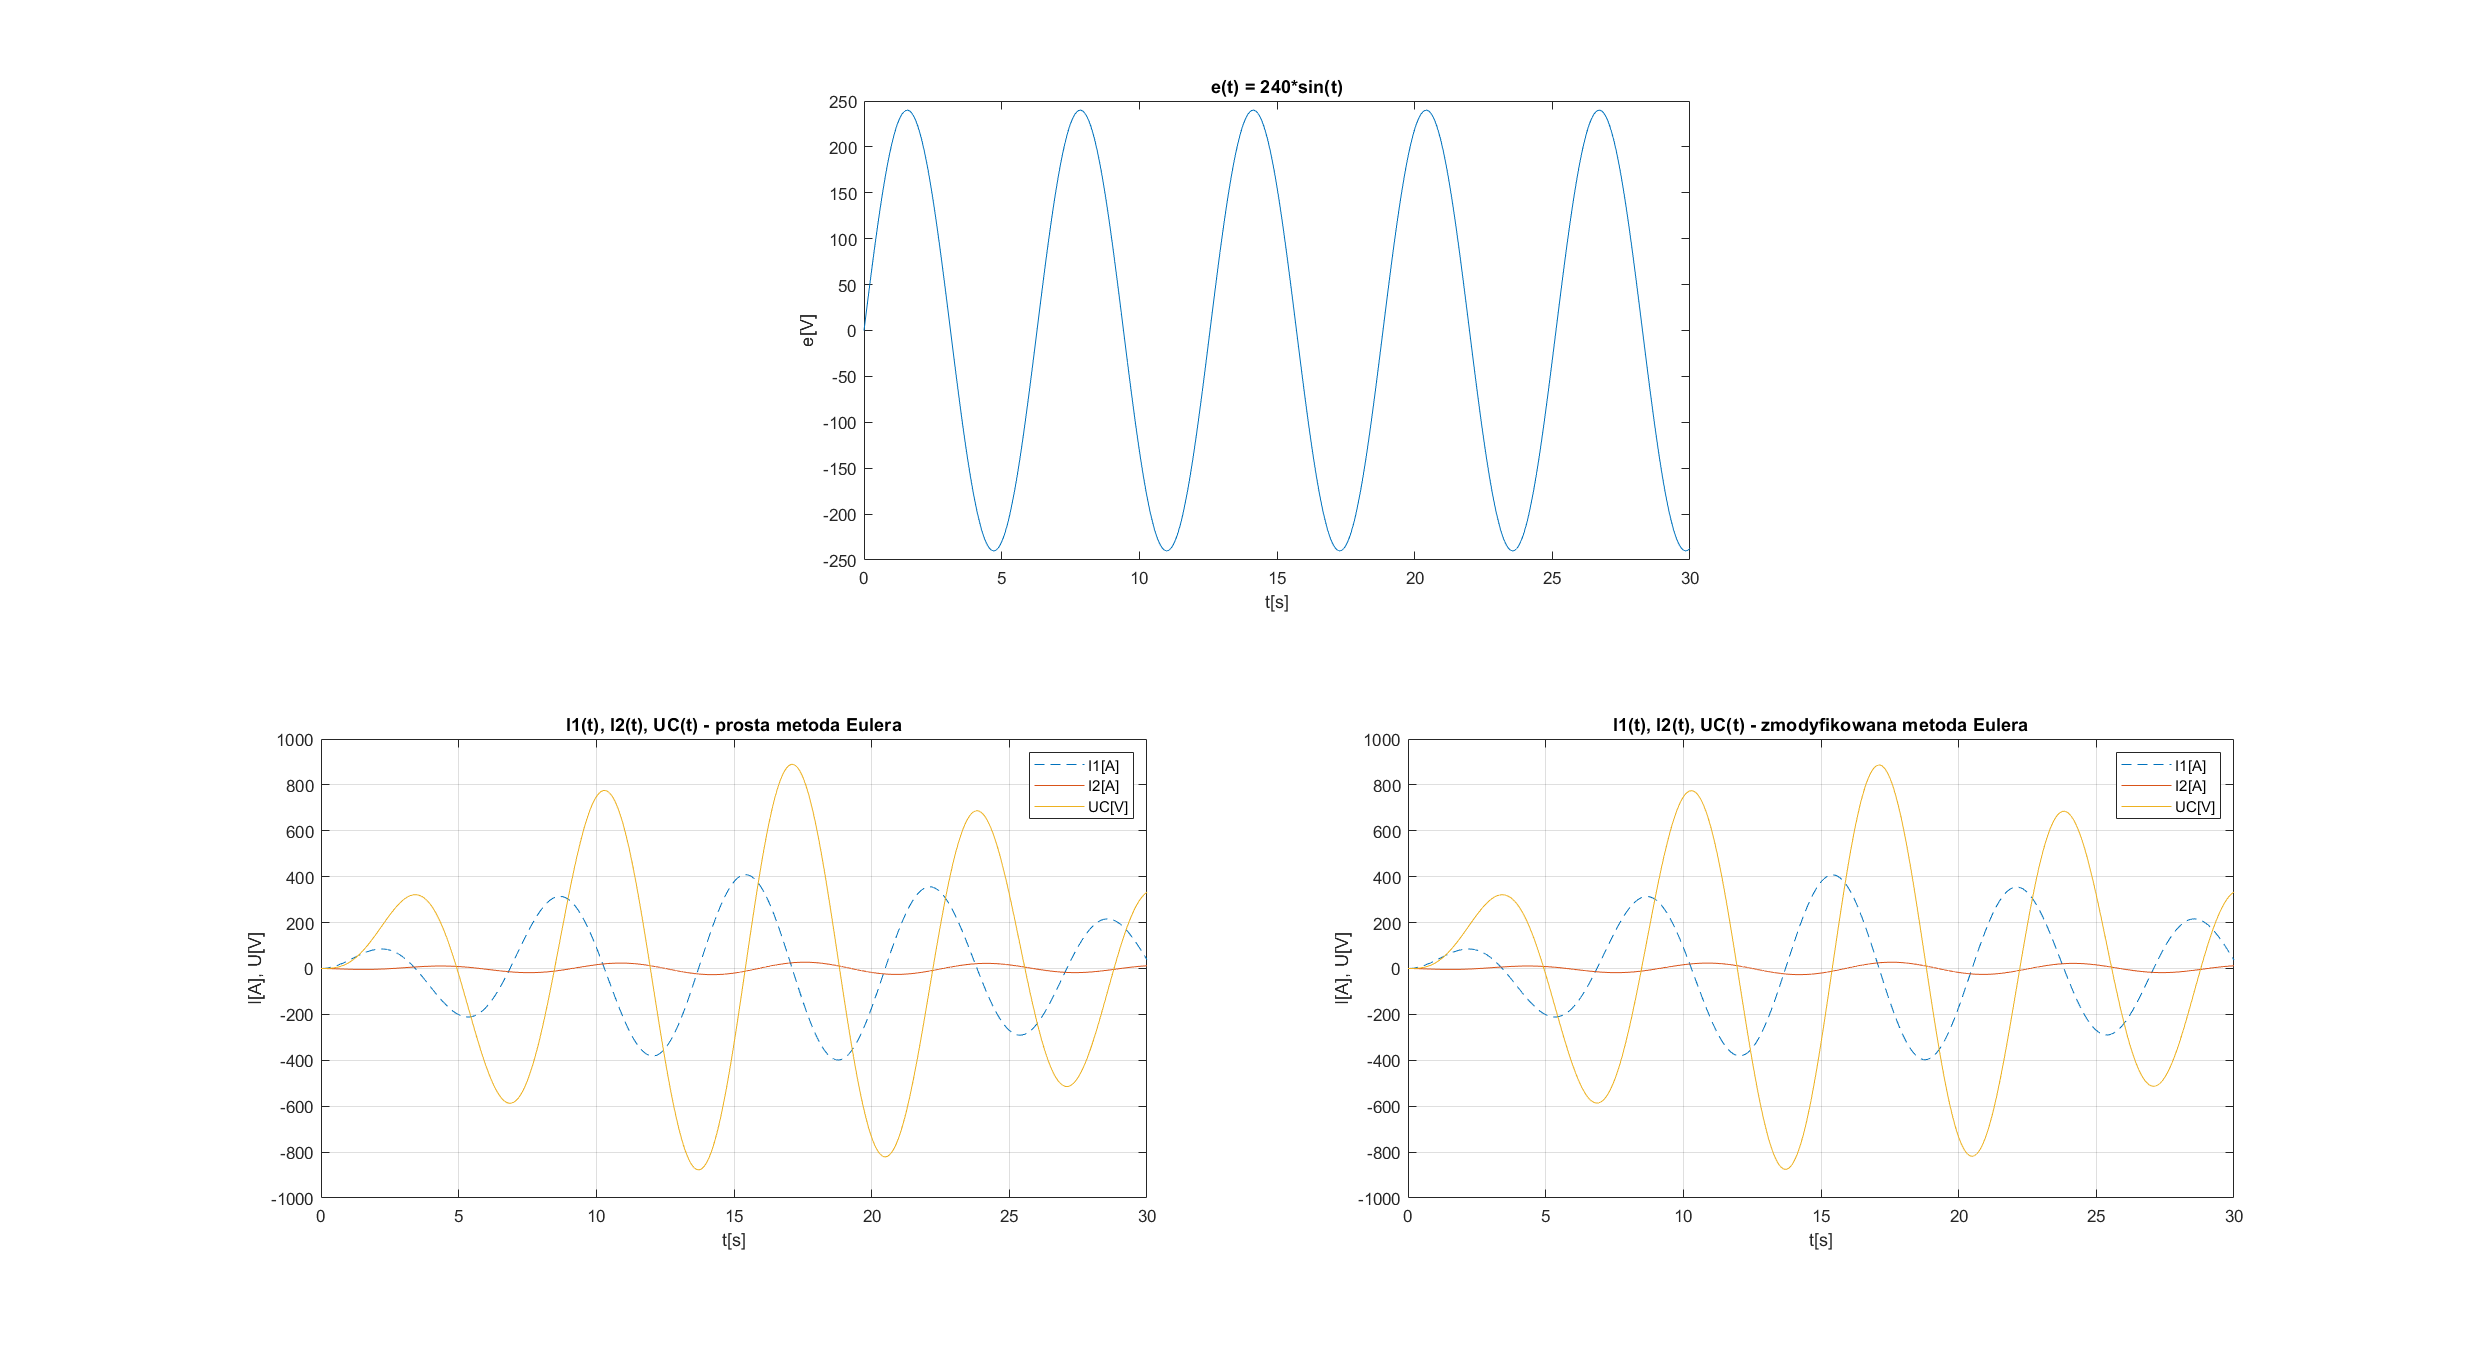 e(t) = 240*sin(t)
250
200
150
100
50
0
-50
-100
-150
-200
-250
e[V]
0 5 10 15 20 25 30
t[s]
I1(t), I2(t), UC(t) - prosta metoda Eulera
1000
800
600
400
200
0
-200
-400
-600
-800
-1000
I[A], U[V]
I1[A]
I2[A]
UC[V]
0 5 10 15 20 25 30
t[s]
I1(t), I2(t), UC(t) - zmodyfikowana metoda Eulera
1000
800
600
400
200
0
-200
-400
-600
-800
-1000
I[A], U[V]
I1[A]
I2[A]
UC[V]
0 5 10 15 20 25 30
t[s]